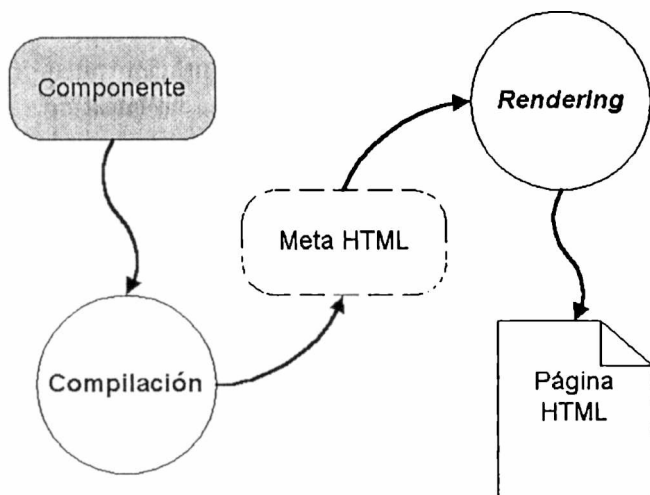 Componente
Compilación
Meta HTML
Rendering
Página
HTML